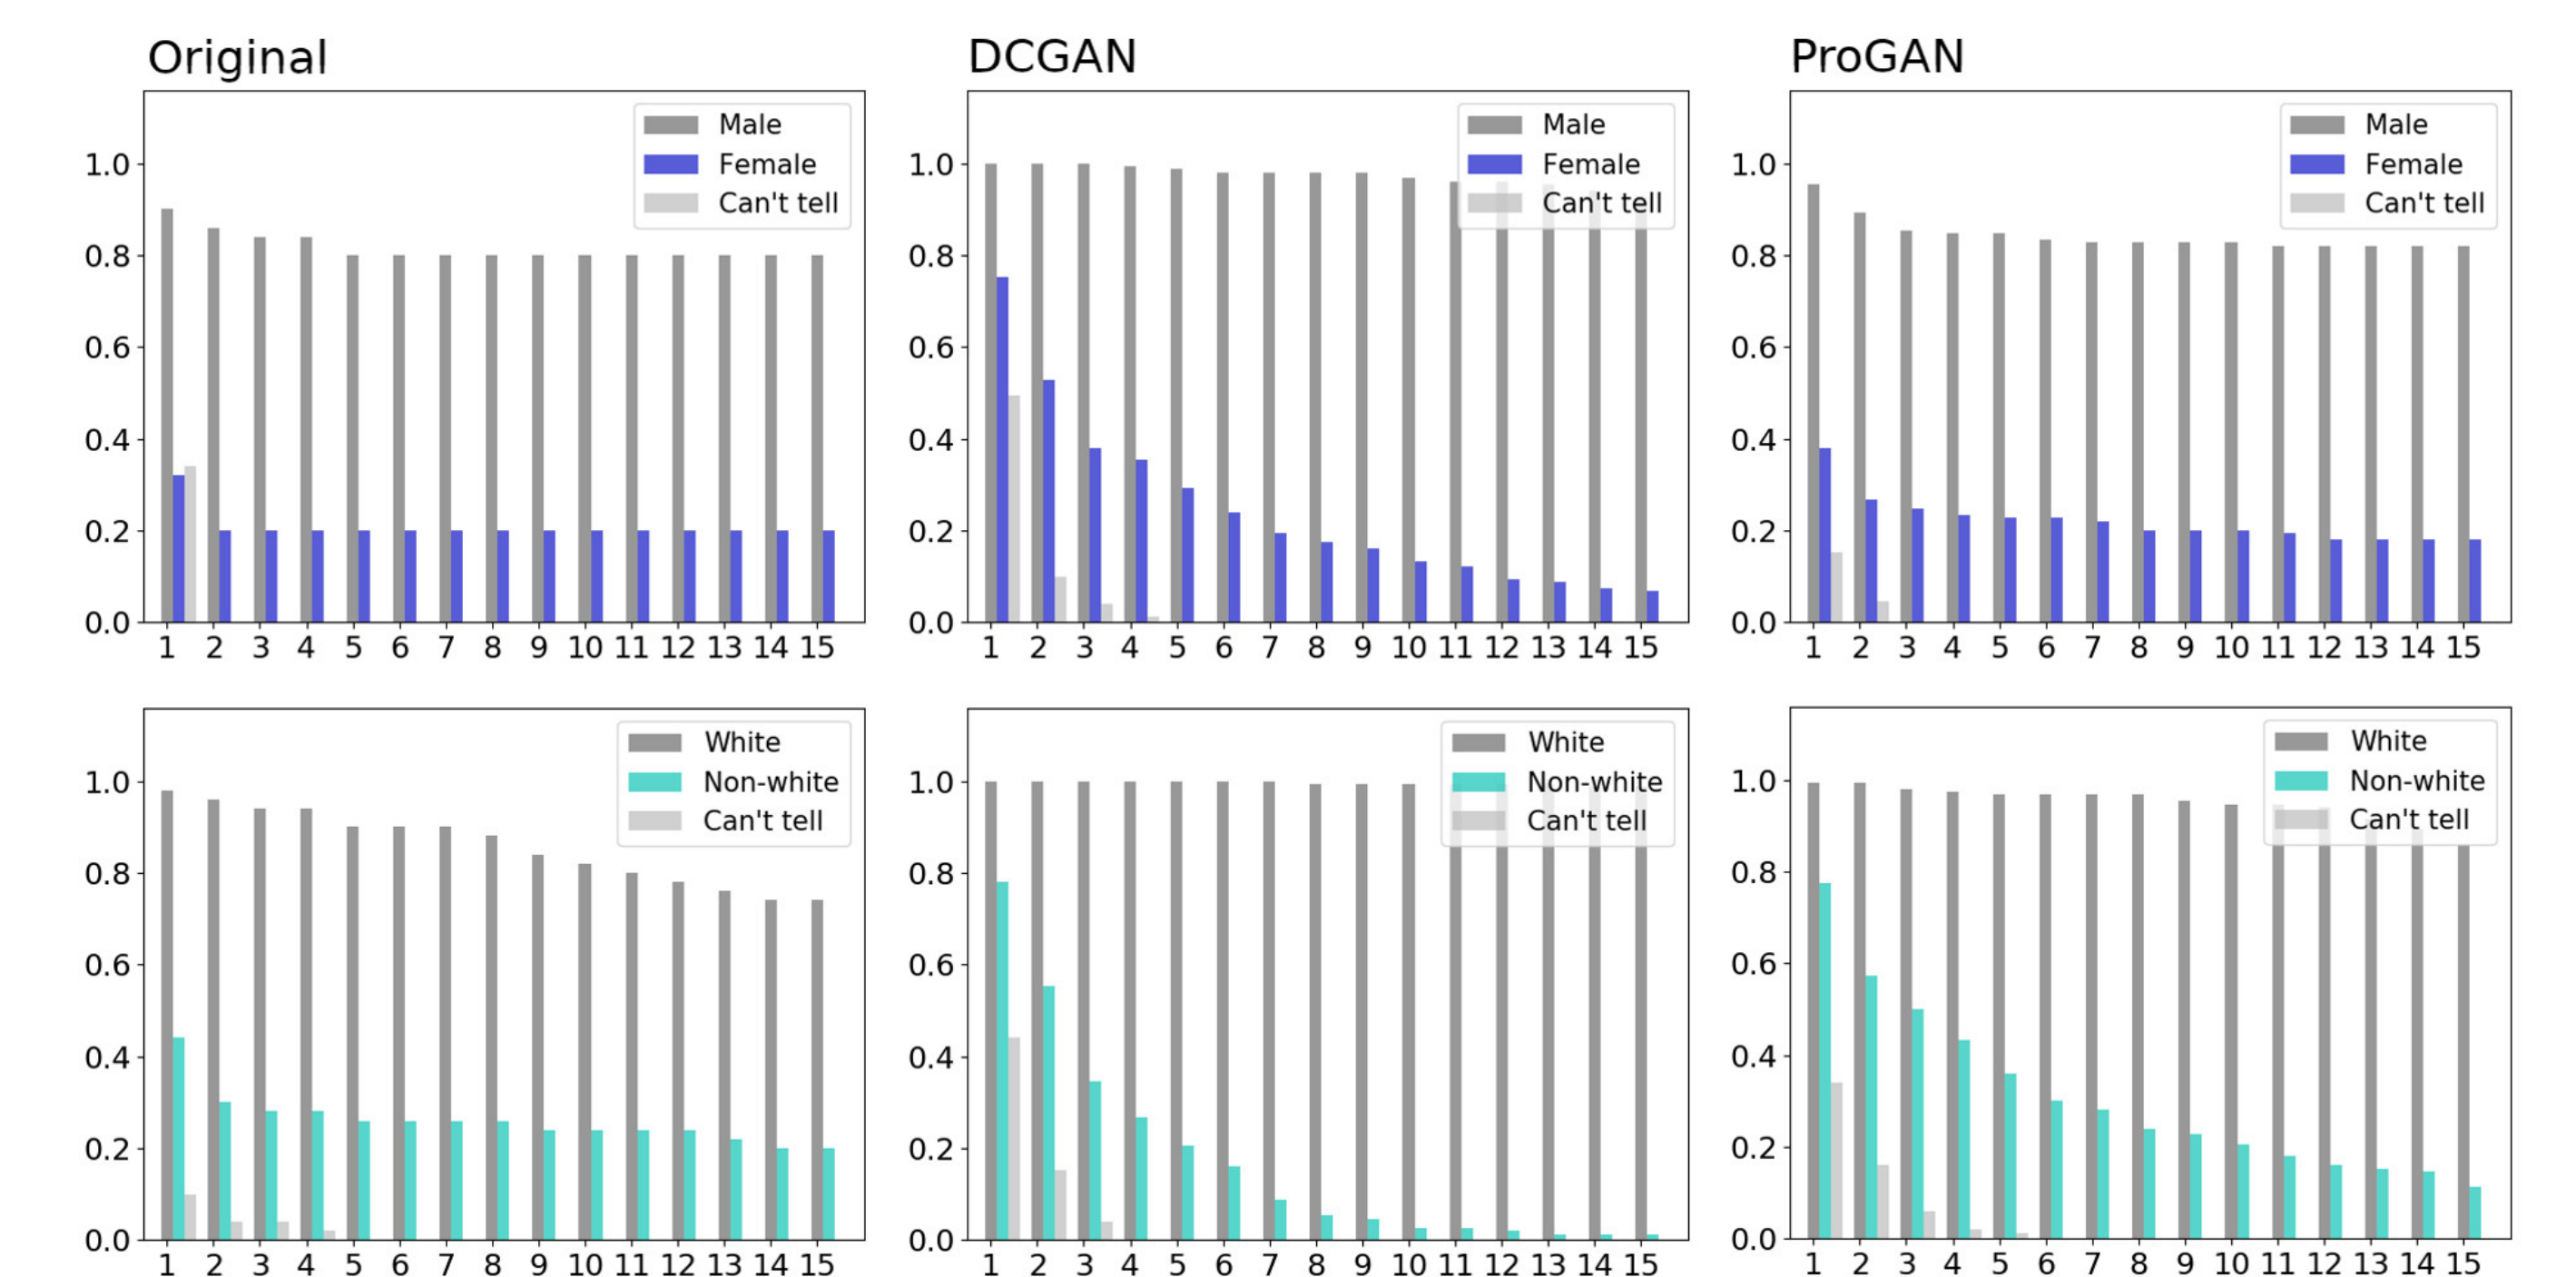 Original DCGAN ProGAN
Male Male Male
1.0 Female 1.0 Female 1.0 Female
Can't tell Can't tell Can't tell
0.8 0.8 0.8
0.6 0.6 0.6
0.4 0.4 0.4
0.2 0.2 0.2
0.0 0.0 0.0
1 2 3 4 5 6 7 8 9 10 11 12 13 14 15 1 2 3 4 5 6 7 8 9 10 11 12 13 14 15 1 2 3 4 5 6 7 8 9 10 11 12 13 14 15
White White White
1.0 Non-white 1.0 Non-white 1.0 Non-white
Can't tell Can't tell Can't tell
0.8 0.8 0.8
0.6 0.6 0.6
0.4 0.4 0.4
0.2 0.2 0.2
0.0 0.0 0.0
1 2 3 4 5 6 7 8 9 10 11 12 13 14 15 1 2 3 4 5 6 7 8 9 10 11 12 13 14 15 1 2 3 4 5 6 7 8 9 10 11 12 13 14 15